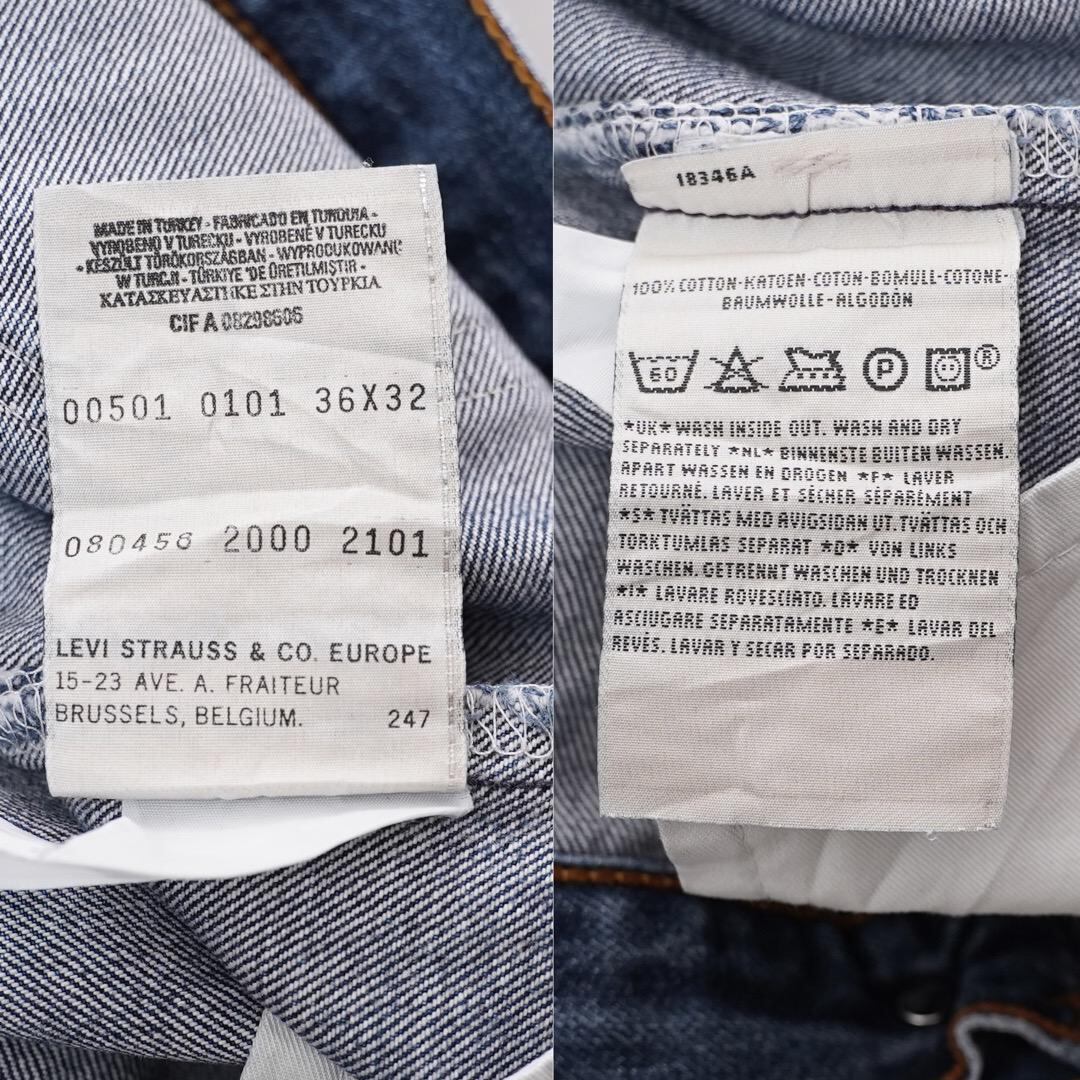 MADE IN TURKEY - FABRICADO EN TURQUIA -
VYROBENO V TURECKU - VYROBENÉ V TURECKU
- KÉSZÜLT TÖRÖKORSZÁGBAN - WYPRODUKOWANE
W TURCJI - TÜRKIYE 'DE ÜRETILMIŞTIR -
ΚΑΤΑΣΚΕΥΑΣΤΗΚΕ ΣΤΗΝ ΤΟΥΡΚΙΑ
CIF A
00501 0101 36X32
080456 2000 2101
LEVI STRAUSS & CO. EUROPE
15-23 AVE. A. FRAITEUR
BRUSSELS, BELGIUM. 247
18346A
100% COTTON-KATOEN-COTON-BOMULL-COTONE-
BAUMWOLLE-ALGODÓN
60 P ®
*UK* WASH INSIDE OUT. WASH AND DRY
SEPARATELY *NL* BINNENSTE BUITEN WASSEN.
APART WASSEN EN DROGEN *F* LAVER
RETOURNÉ. LAVER ET SÉCHER SÉPARÉMENT
*S* TVÄTTAS MED AVIGSIDAN UT. TVÄTTAS OCH
TORKTUMLAS SEPARAT *D* VON LINKS
WASCHEN. GETRENNT WASCHEN UND TROCKNEN
*I* LAVARE ROVESCIATO. LAVARE ED
ASCIUGARE SEPARATAMENTE *E* LAVAR DEL
REVÉS. LAVAR Y SECAR POR SEPARADO.